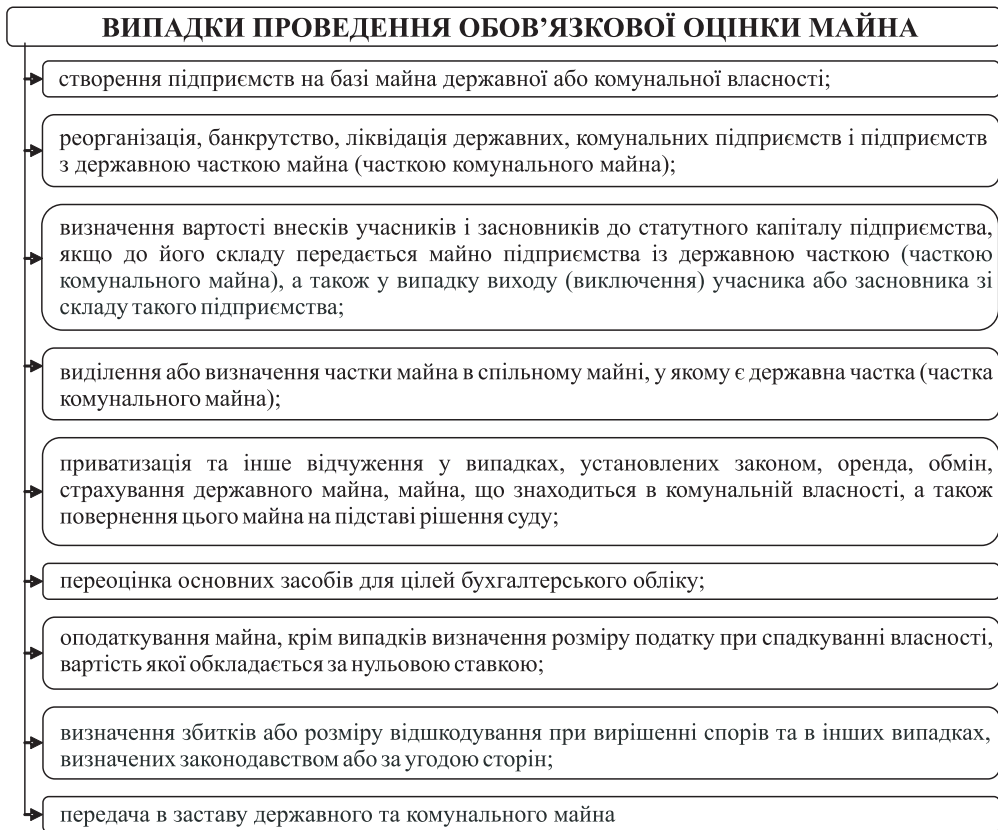 ВИПАДКИ ПРОВЕДЕННЯ ОБОВ’ЯЗКОВОЇ ОЦІНКИ МАЙНА
створення підприємств на базі майна державної або комунальної власності;
реорганізація, банкрутство, ліквідація державних, комунальних підприємств і підприємств
з державною часткою майна (часткою комунального майна);
визначення вартості внесків учасників і засновників до статутного капіталу підприємства,
якщо до його складу передається майно підприємства із державною часткою (часткою
комунального майна), а також у випадку виходу (виключення) учасника або засновника зі
складу такого підприємства;
виділення або визначення частки майна в спільному майні, у якому є державна частка (частка
комунального майна);
приватизація та інше відчуження у випадках, установлених законом, оренда, обмін,
страхування державного майна, майна, що знаходиться в комунальній власності, а також
повернення цього майна на підставі рішення суду;
переоцінка основних засобів для цілей бухгалтерського обліку;
оподаткування майна, крім випадків визначення розміру податку при спадкуванні власності,
вартість якої обкладається за нульовою ставкою;
визначення збитків або розміру відшкодування при вирішенні спорів та в інших випадках,
визначених законодавством або за угодою сторін;
передача в заставу державного та комунального майна